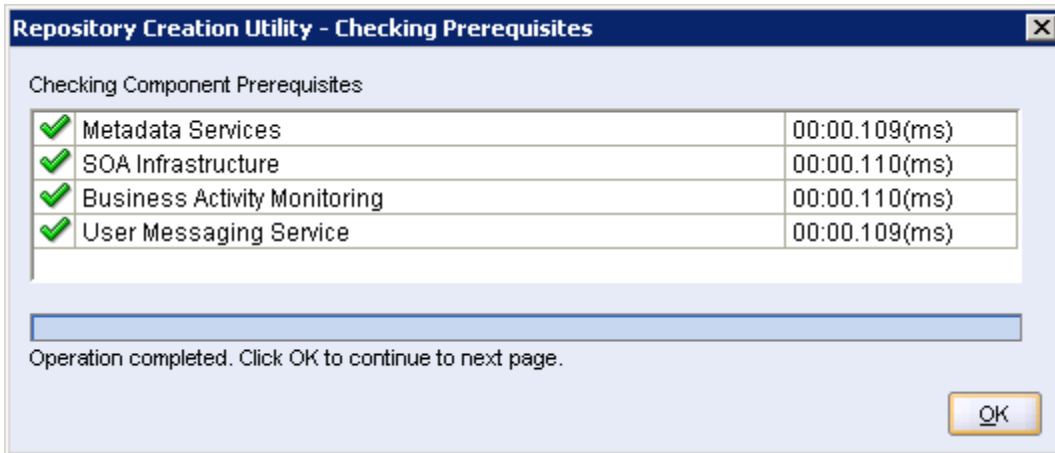 Repository Creation Utility - Checking Prerequisites
Checking Component Prerequisites
Metadata Services 00:00.109(ms)
SOA Infrastructure 00:00.110(ms)
Business Activity Monitoring 00:00.110(ms)
User Messaging Service 00:00.109(ms)
Operation completed. Click OK to continue to next page.
OK